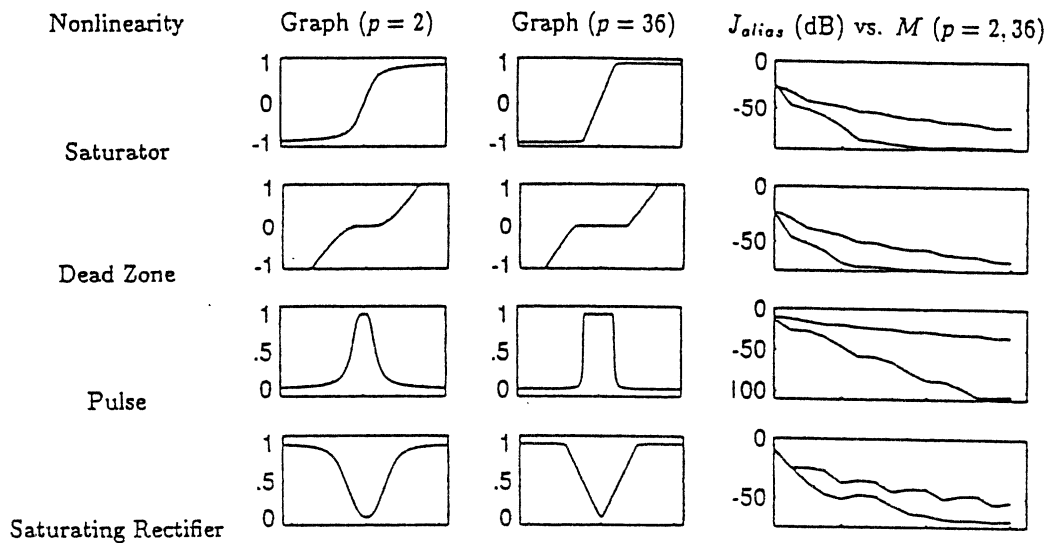 Nonlinearity Graph (p = 2) Graph (p = 36) J_alias (dB) vs. M (p = 2, 36)
1 1 0
0 0 -50
-1 -1
Saturator
1 1 0
0 0 -50
-1 -1
Dead Zone
1 1 0
.5 .5 -50
0 0 100
Pulse
1 1 0
.5 .5 -50
0 0
Saturating Rectifier